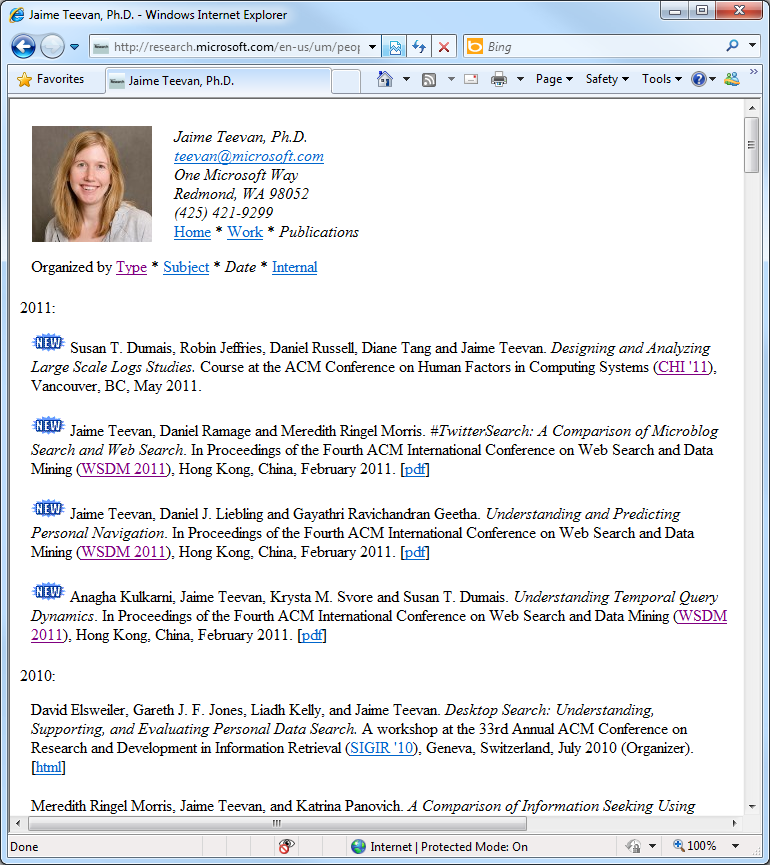 Jaime Teevan, Ph.D. - Windows Internet Explorer
http://research.microsoft.com/en-us/um/peop
Bing
Favorites
Jaime Teevan, Ph.D.
Page
Safety
Tools
»
Jaime Teevan, Ph.D.
teevan@microsoft.com
One Microsoft Way
Redmond, WA 98052
(425) 421-9299
Home * Work * Publications
Organized by Type * Subject * Date * Internal
2011:
NEW Susan T. Dumais, Robin Jeffries, Daniel Russell, Diane Tang and Jaime Teevan. Designing and Analyzing
Large Scale Logs Studies. Course at the ACM Conference on Human Factors in Computing Systems (CHI '11),
Vancouver, BC, May 2011.
NEW Jaime Teevan, Daniel Ramage and Meredith Ringel Morris. #TwitterSearch: A Comparison of Microblog
Search and Web Search. In Proceedings of the Fourth ACM International Conference on Web Search and Data
Mining (WSDM 2011), Hong Kong, China, February 2011. [pdf]
NEW Jaime Teevan, Daniel J. Liebling and Gayathri Ravichandran Geetha. Understanding and Predicting
Personal Navigation. In Proceedings of the Fourth ACM International Conference on Web Search and Data
Mining (WSDM 2011), Hong Kong, China, February 2011. [pdf]
NEW Anagha Kulkarni, Jaime Teevan, Krysta M. Svore and Susan T. Dumais. Understanding Temporal Query
Dynamics. In Proceedings of the Fourth ACM International Conference on Web Search and Data Mining (WSDM
2011), Hong Kong, China, February 2011. [pdf]
2010:
David Elsweiler, Gareth J. F. Jones, Liadh Kelly, and Jaime Teevan. Desktop Search: Understanding,
Supporting, and Evaluating Personal Data Search. A workshop at the 33rd Annual ACM Conference on
Research and Development in Information Retrieval (SIGIR '10), Geneva, Switzerland, July 2010 (Organizer).
[html]
Meredith Ringel Morris, Jaime Teevan, and Katrina Panovich. A Comparison of Information Seeking Using
Done
Internet | Protected Mode: On
100%